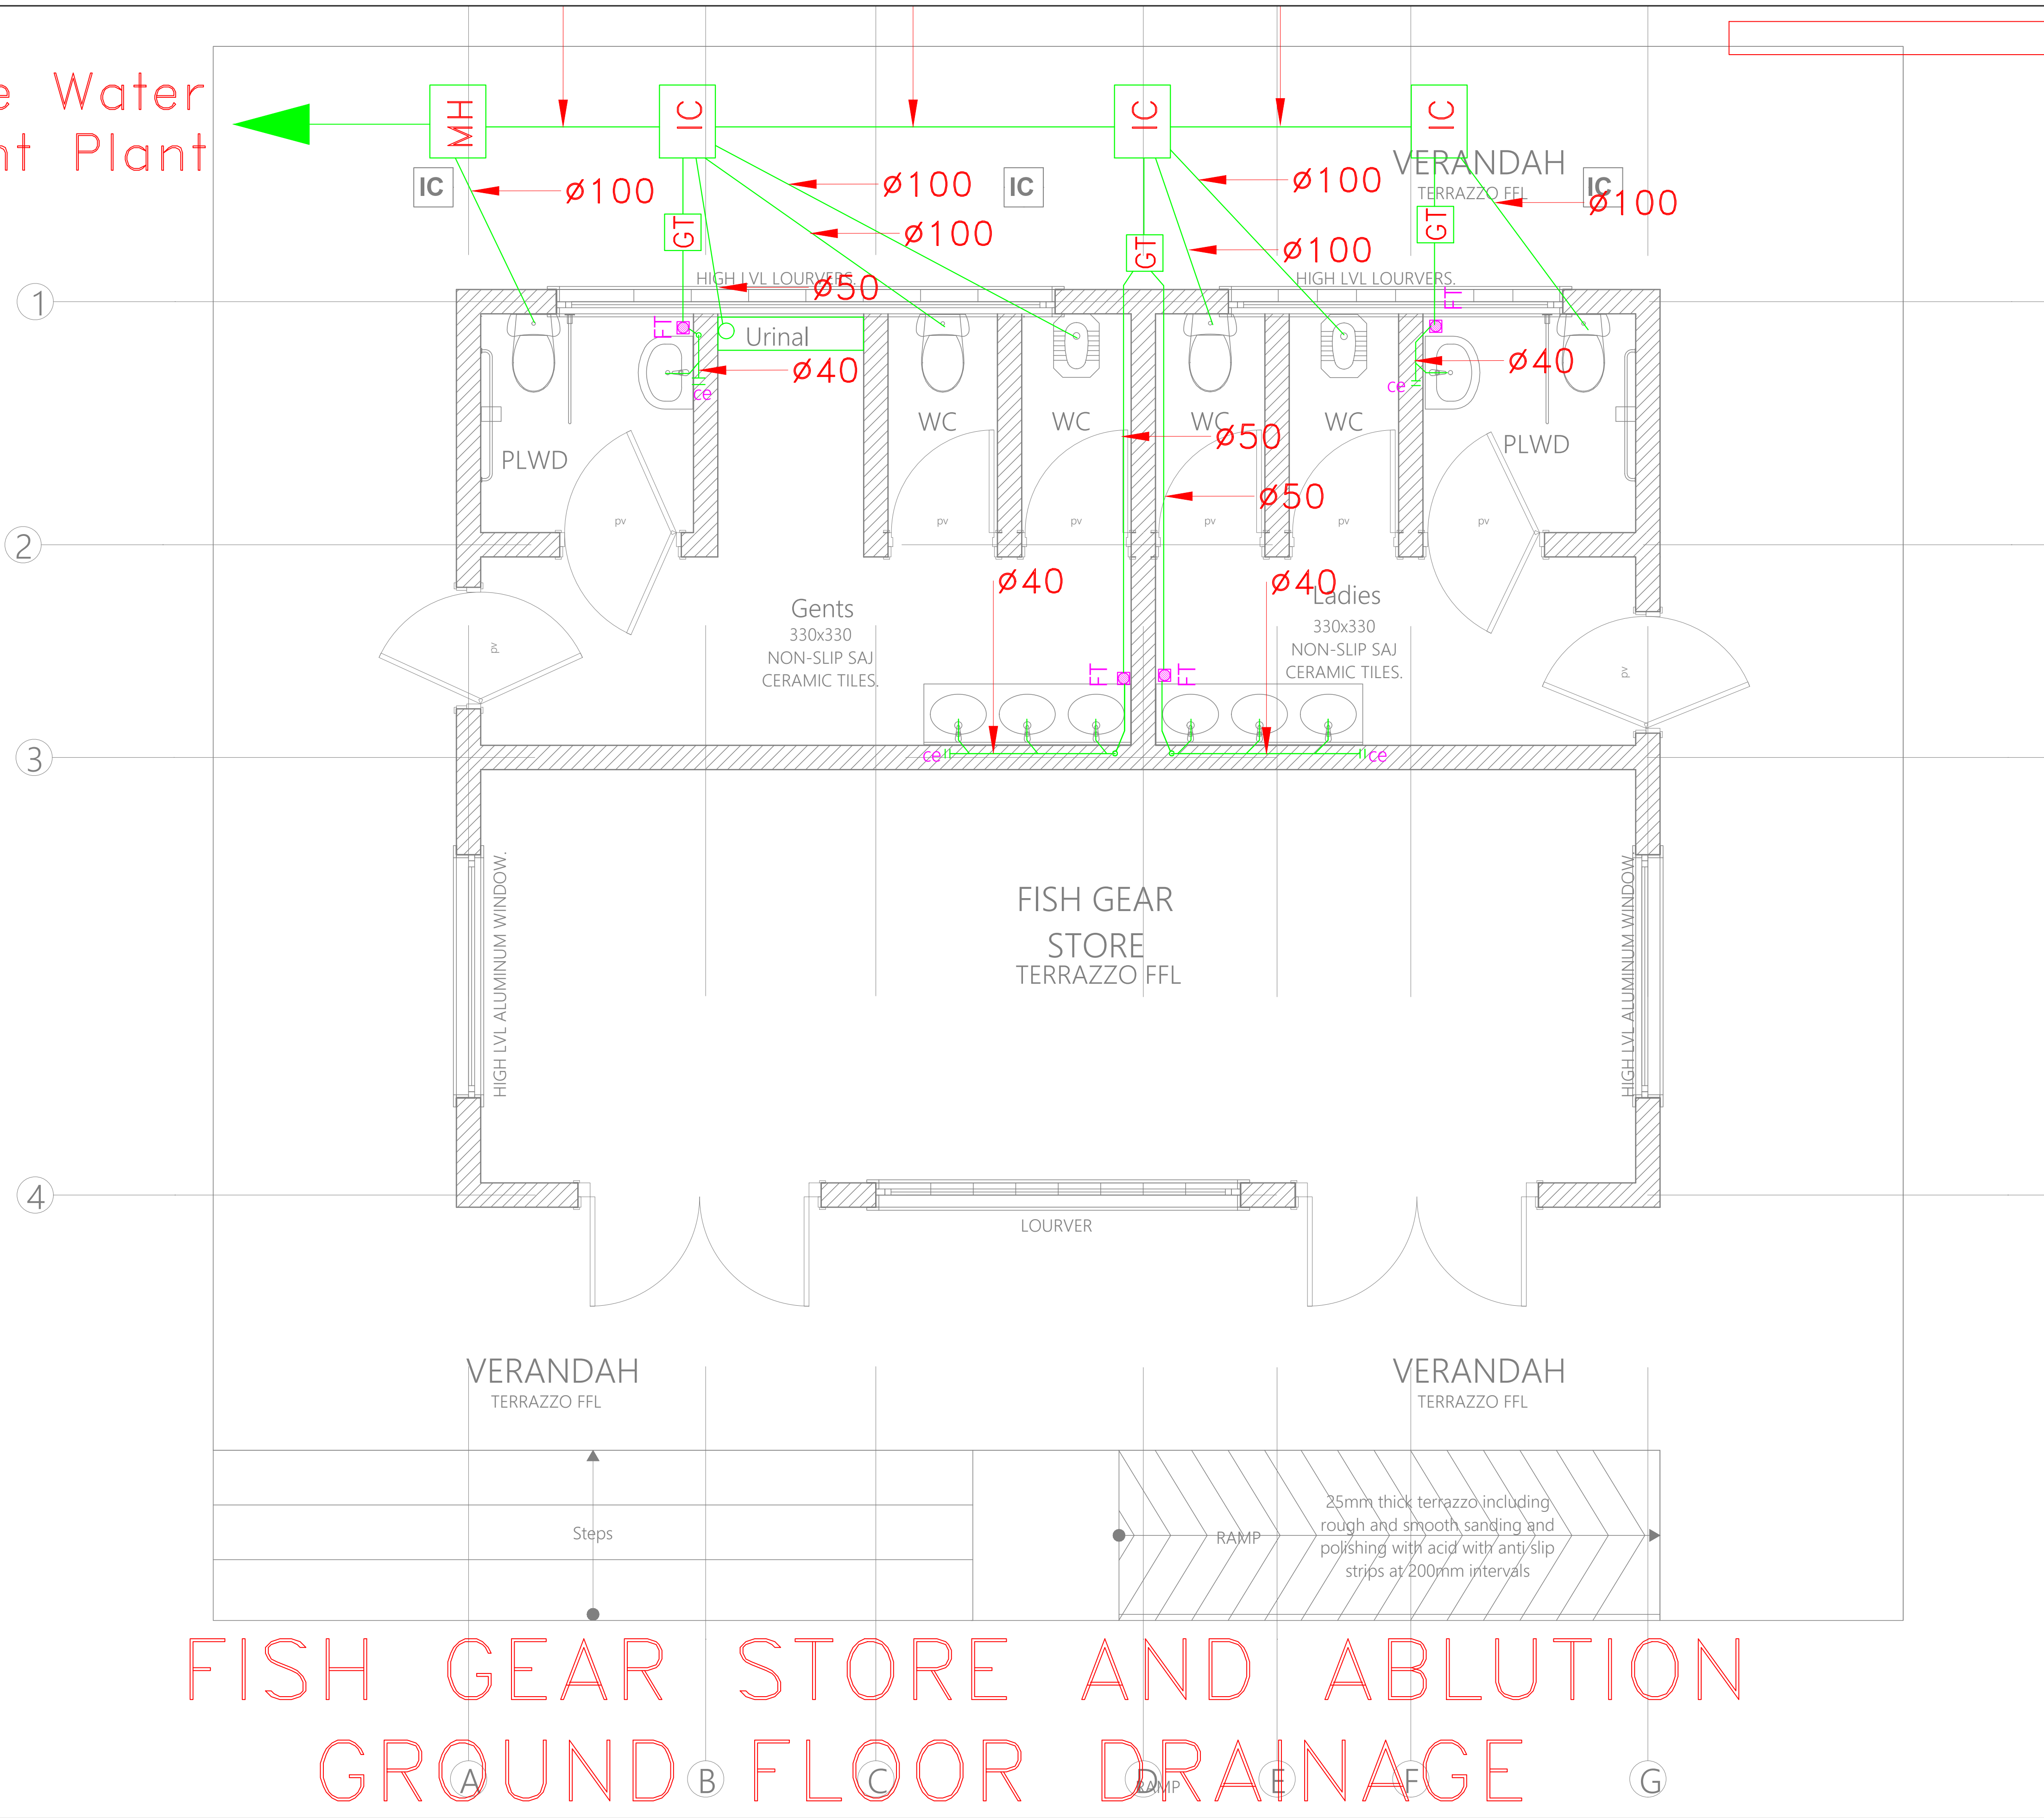 e Water
nt Plant
MH
IC
IC
IC
IC
IC
IC
VERANDAH
TERRAZZO FFL
ø100
ø100
ø100
ø100
ø100
ø100
GT
GT
GT
HIGH LVL LOURVERS.
HIGH LVL LOURVERS.
ø50
1
FT
FT
Urinal
ø40
ø40
ce
ce
WC
WC
WC
WC
PLWD
PLWD
ø50
ø50
pv
pv
pv
pv
pv
pv
2
ø40
ø40
Gents
330x330
NON-SLIP SAJ
CERAMIC TILES.
Ladies
330x330
NON-SLIP SAJ
CERAMIC TILES.
pv
pv
FT
FT
3
ce
ce
HIGH LVL ALUMINUM WINDOW.
FISH GEAR
STORE
TERRAZZO FFL
HIGH LVL ALUMINUM WINDOW.
4
LOURVER
VERANDAH
TERRAZZO FFL
VERANDAH
TERRAZZO FFL
Steps
RAMP
25mm thick terrazzo including
rough and smooth sanding and
polishing with acid with anti slip
strips at 200mm intervals
FISH GEAR STORE AND ABLUTION
GROUND FLOOR DRAINAGE
A
B
C
D
E
F
G
RAMP